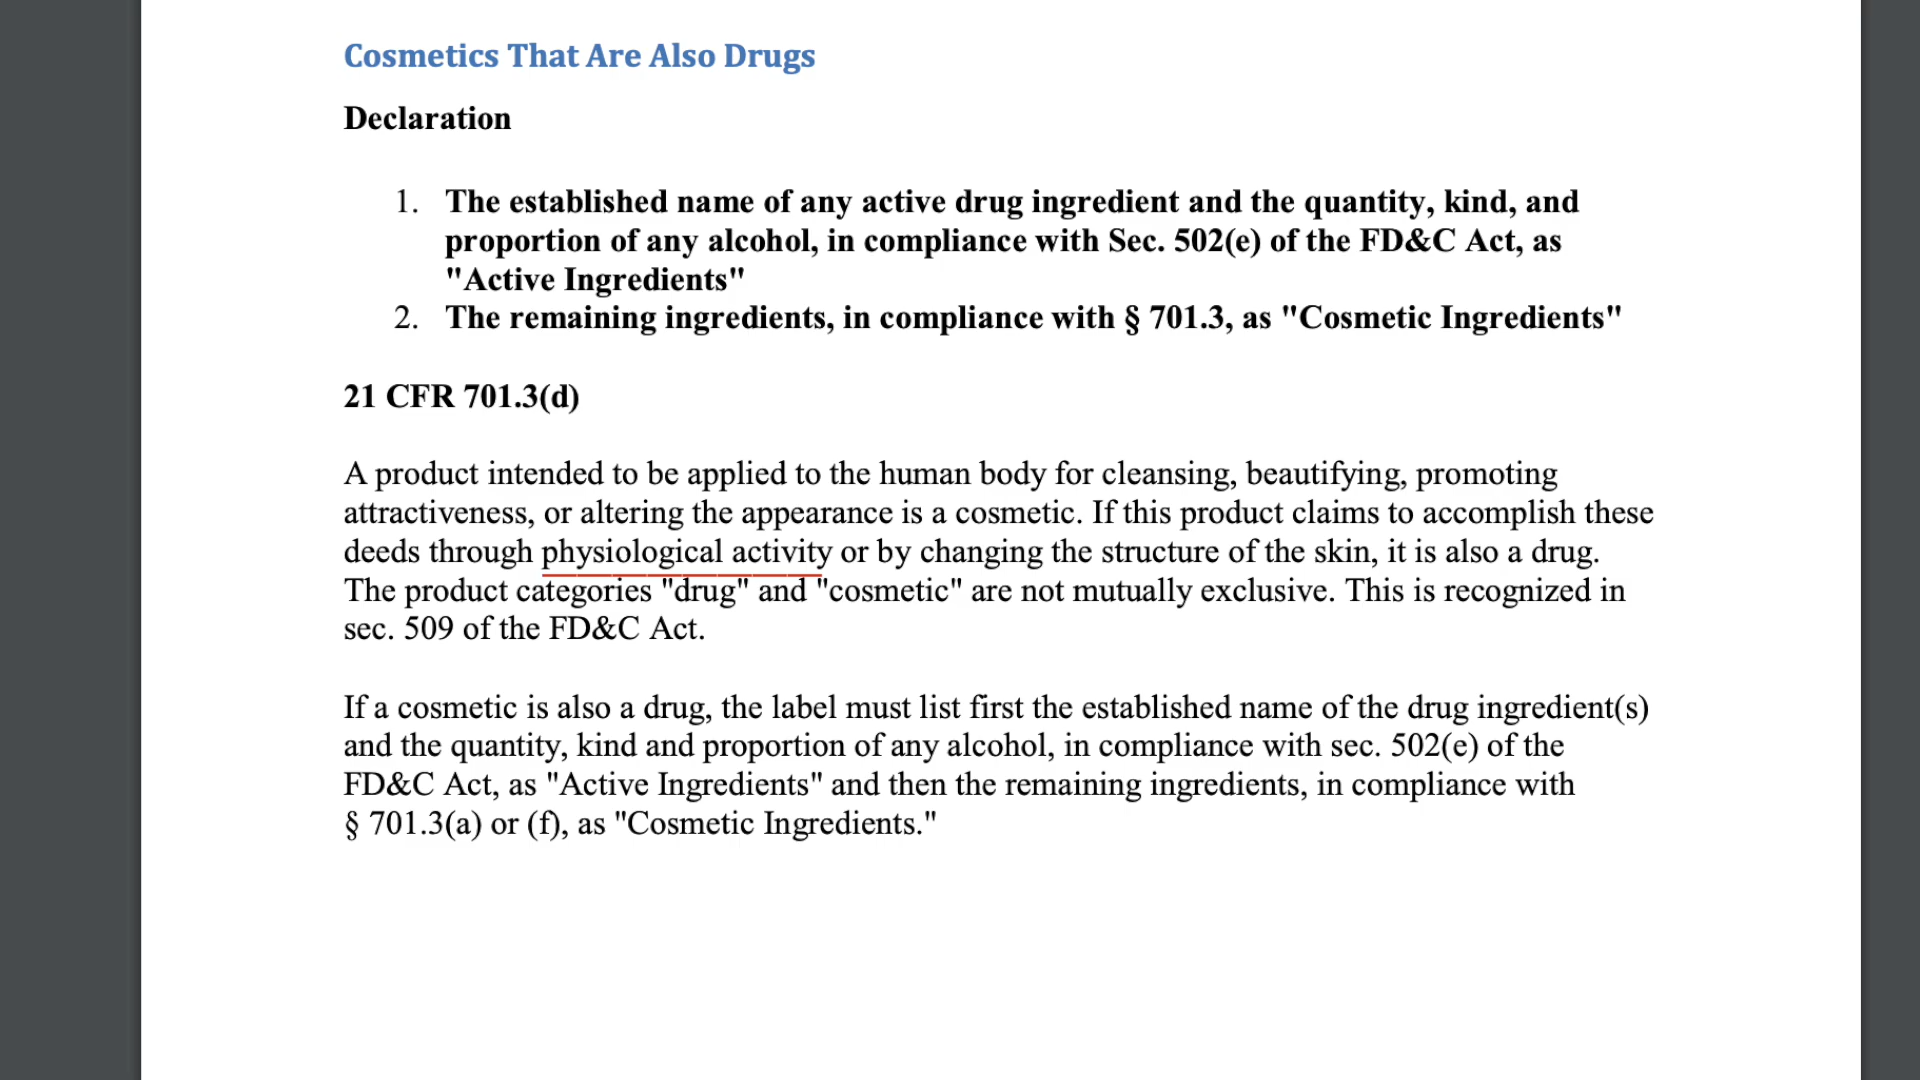 Cosmetics That Are Also Drugs
Declaration
1. The established name of any active drug ingredient and the quantity, kind, and
proportion of any alcohol, in compliance with Sec. 502(e) of the FD&C Act, as
"Active Ingredients"
2. The remaining ingredients, in compliance with § 701.3, as "Cosmetic Ingredients"
21 CFR 701.3(d)
A product intended to be applied to the human body for cleansing, beautifying, promoting
attractiveness, or altering the appearance is a cosmetic. If this product claims to accomplish these
deeds through physiological activity or by changing the structure of the skin, it is also a drug.
The product categories "drug" and "cosmetic" are not mutually exclusive. This is recognized in
sec. 509 of the FD&C Act.
If a cosmetic is also a drug, the label must list first the established name of the drug ingredient(s)
and the quantity, kind and proportion of any alcohol, in compliance with sec. 502(e) of the
FD&C Act, as "Active Ingredients" and then the remaining ingredients, in compliance with
§ 701.3(a) or (f), as "Cosmetic Ingredients."